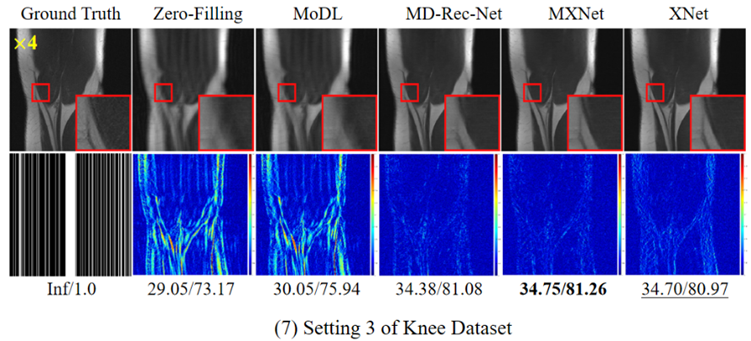 Ground Truth Zero-Filling MoDL MD-Rec-Net MXNet XNet
×4
Inf/1.0 29.05/73.17 30.05/75.94 34.38/81.08 34.75/81.26 34.70/80.97
(7) Setting 3 of Knee Dataset